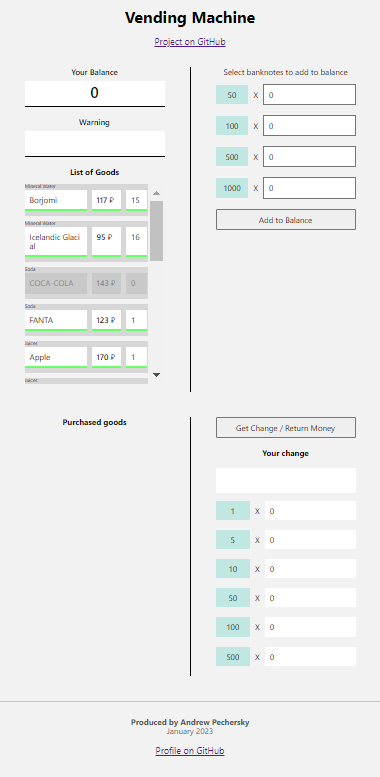 Vending Machine
Project on GitHub
Your Balance
0
Warning
List of Goods
Mineral Water
Borjomi 117 ₽ 15
Mineral Water
Icelandic Glaci
al 95 ₽ 16
Soda
COCA-COLA 143 ₽ 0
Soda
FANTA 123 ₽ 1
Juices
Apple 170 ₽ 1
Juices
Select banknotes to add to balance
50 X 0
100 X 0
500 X 0
1000 X 0
Add to Balance
Purchased goods
Get Change / Return Money
Your change
1 X 0
5 X 0
10 X 0
50 X 0
100 X 0
500 X 0
Produced by Andrew Pechersky
January 2023
Profile on GitHub